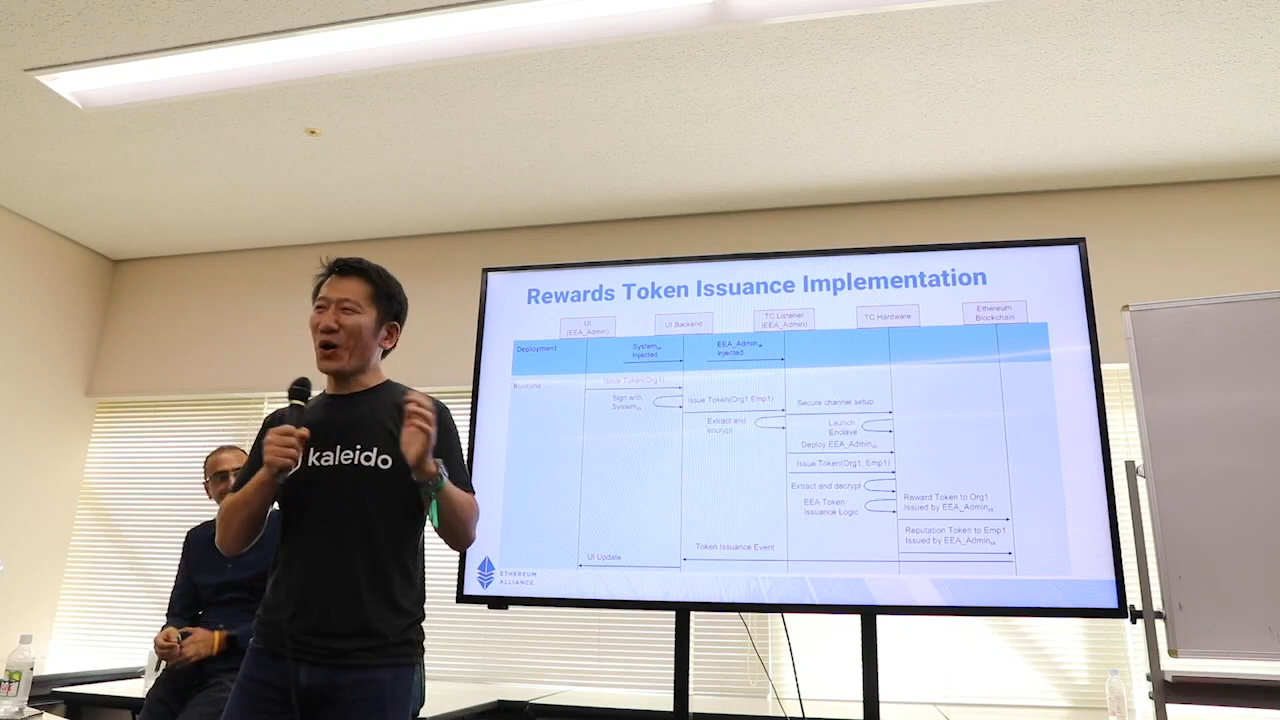 Rewards Token Issuance Implementation
UI
(EEA_Admin)
UI Backend
TC Listener
(EEA_Admin)
TC Hardware
Ethereum
Blockchain
Deployment
System
Injected
EEA_Admin
Injected
Runtime
Issue Token(Org1)
Sign with
System
Issue Token(Org1,Emp1)
Extract and
encrypt
Secure channel setup
Launch
Enclave
Deploy EEA_Admin
Issue Token(Org1, Emp1)
Extract and decrypt
EEA Token
Issuance Logic
Reward Token to Org1
Issued by EEA_Admin
Reputation Token to Emp1
Issued by EEA_Admin
Token Issuance Event
UI Update
ETHEREUM
ALLIANCE
kaleido